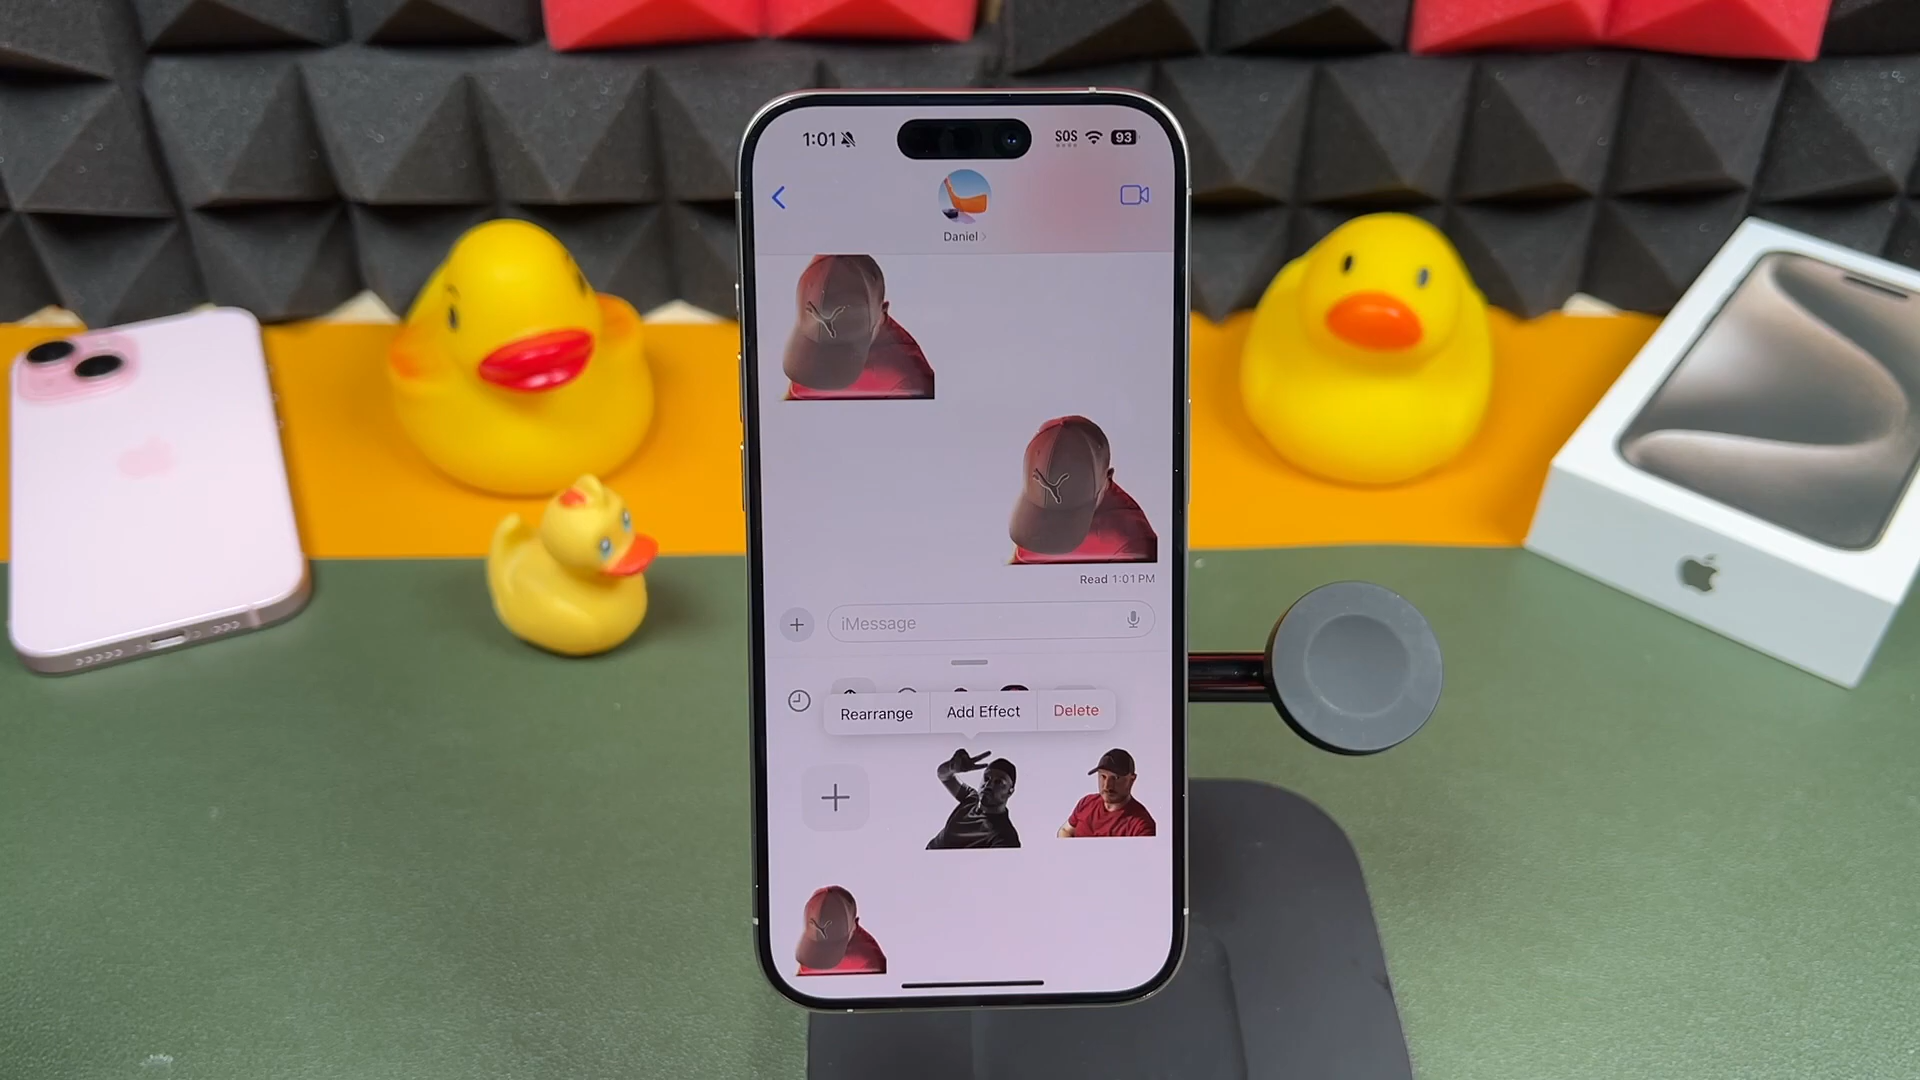 1:01
SOS
93
Daniel
Read 1:01 PM
iMessage
Rearrange
Add Effect
Delete